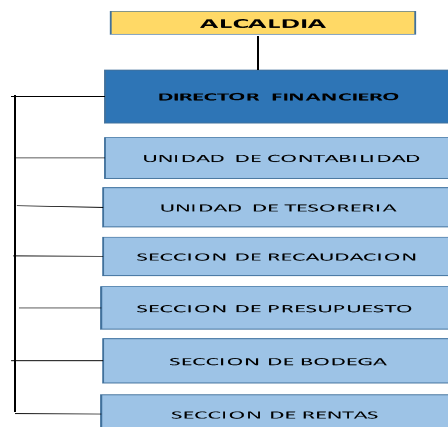 ALCALDIA
DIRECTOR FINANCIERO
UNIDAD DE CONTABILIDAD
UNIDAD DE TESORERIA
SECCION DE RECAUDACION
SECCION DE PRESUPUESTO
SECCION DE BODEGA
SECCION DE RENTAS